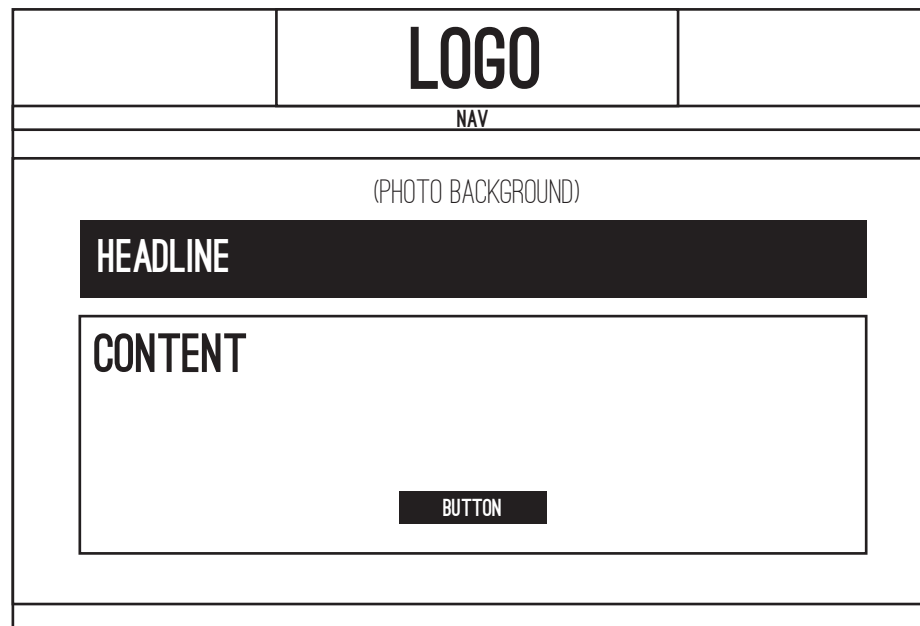 LOGO
NAV
(PHOTO BACKGROUND)
HEADLINE
CONTENT
BUTTON